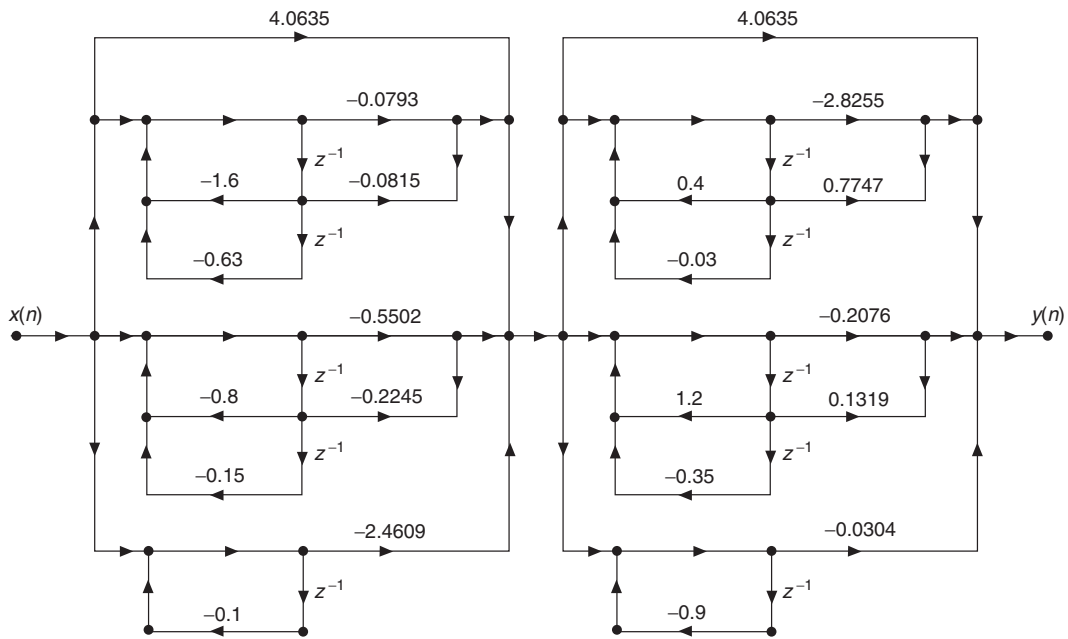 4.0635 4.0635
−0.0793 −2.8255
z−1 z−1
−1.6 −0.0815 0.4 0.7747
z−1 z−1
−0.63 −0.03
x(n) −0.5502 −0.2076 y(n)
z−1 z−1
−0.8 −0.2245 1.2 0.1319
z−1 z−1
−0.15 −0.35
−2.4609 −0.0304
z−1 z−1
−0.1 −0.9